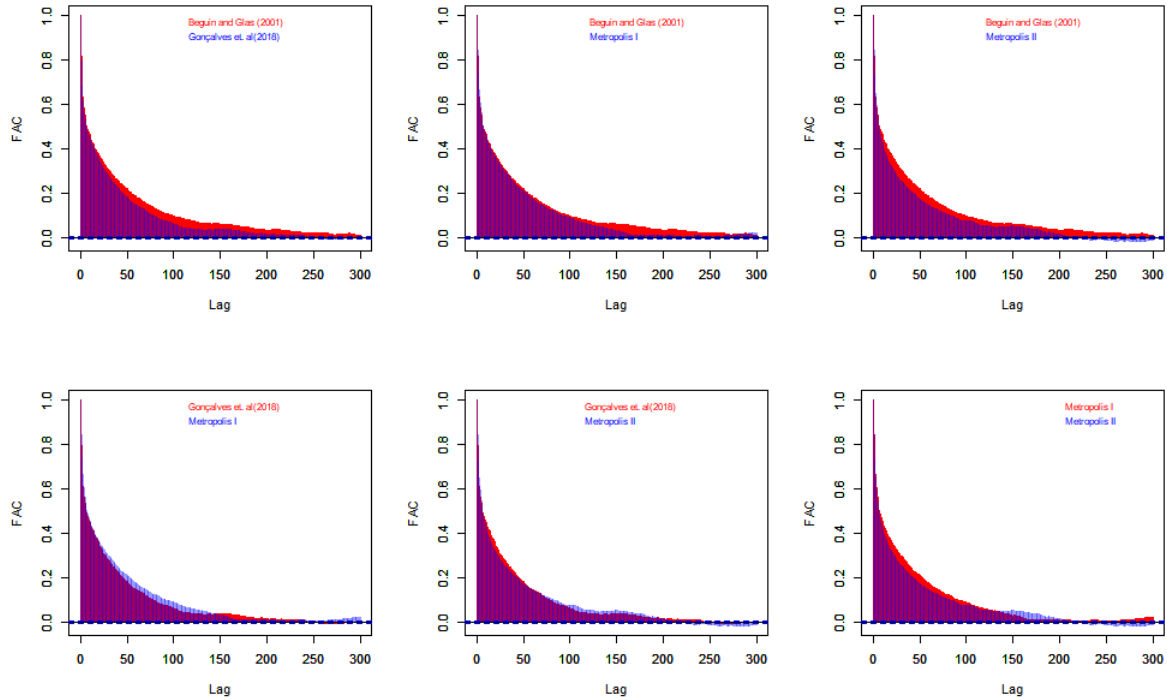 Beguin and Glas (2001)
Gonçalves et. al(2018)
FAC
0.0 0.2 0.4 0.6 0.8 1.0
0 50 100 150 200 250 300
Lag
Beguin and Glas (2001)
Metropolis I
FAC
0.0 0.2 0.4 0.6 0.8 1.0
0 50 100 150 200 250 300
Lag
Beguin and Glas (2001)
Metropolis II
FAC
0.0 0.2 0.4 0.6 0.8 1.0
0 50 100 150 200 250 300
Lag
Gonçalves et. al(2018)
Metropolis I
FAC
0.0 0.2 0.4 0.6 0.8 1.0
0 50 100 150 200 250 300
Lag
Gonçalves et. al(2018)
Metropolis II
FAC
0.0 0.2 0.4 0.6 0.8 1.0
0 50 100 150 200 250 300
Lag
Metropolis I
Metropolis II
FAC
0.0 0.2 0.4 0.6 0.8 1.0
0 50 100 150 200 250 300
Lag